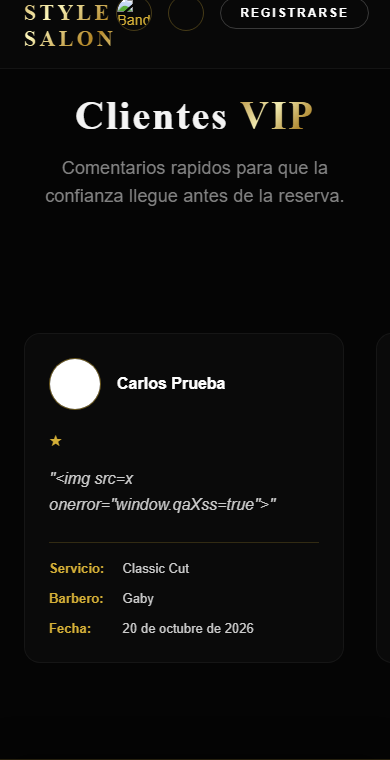 STYLE
SALON
Band
REGISTRARSE
Clientes VIP
Comentarios rapidos para que la
confianza llegue antes de la reserva.
Carlos Prueba
★
"<img src=x
onerror="window.qaXss=true">"
Servicio: Classic Cut
Barbero: Gaby
Fecha: 20 de octubre de 2026